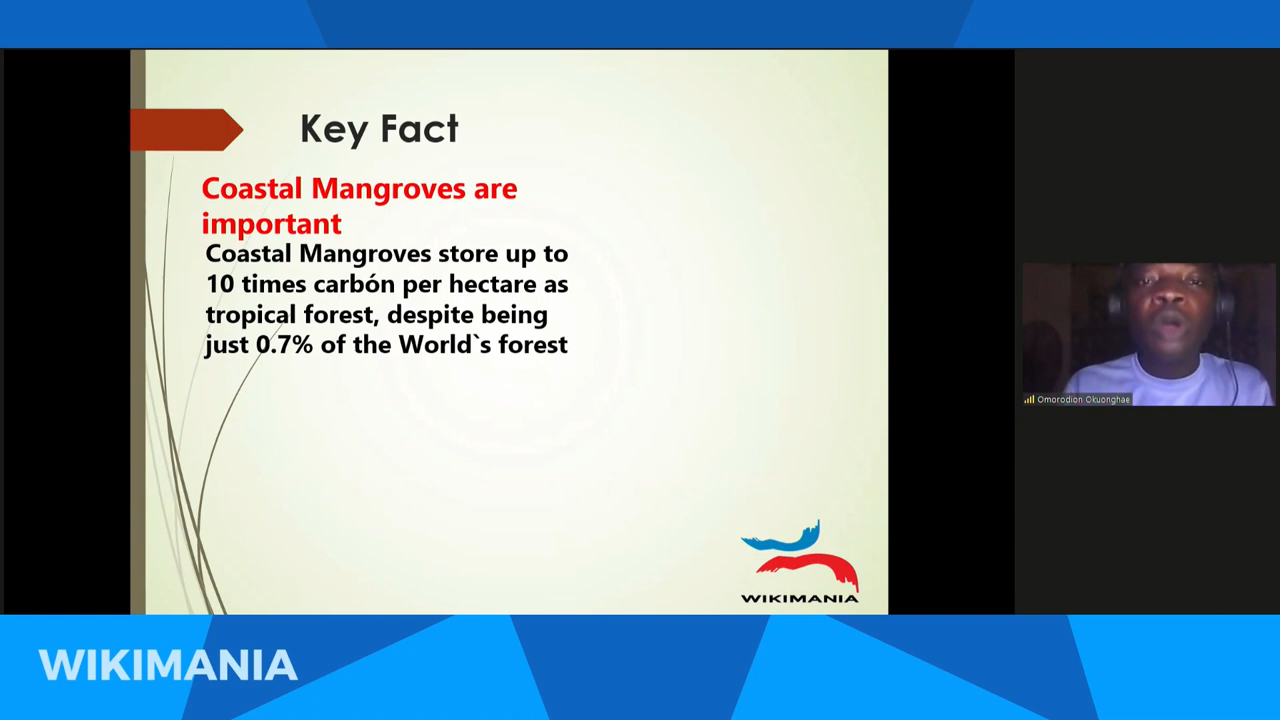 Key Fact
Coastal Mangroves are
important
Coastal Mangroves store up to
10 times carbón per hectare as
tropical forest, despite being
just 0.7% of the World`s forest
WIKIMANIA
Omorodion Okuonghae
WIKIMANIA